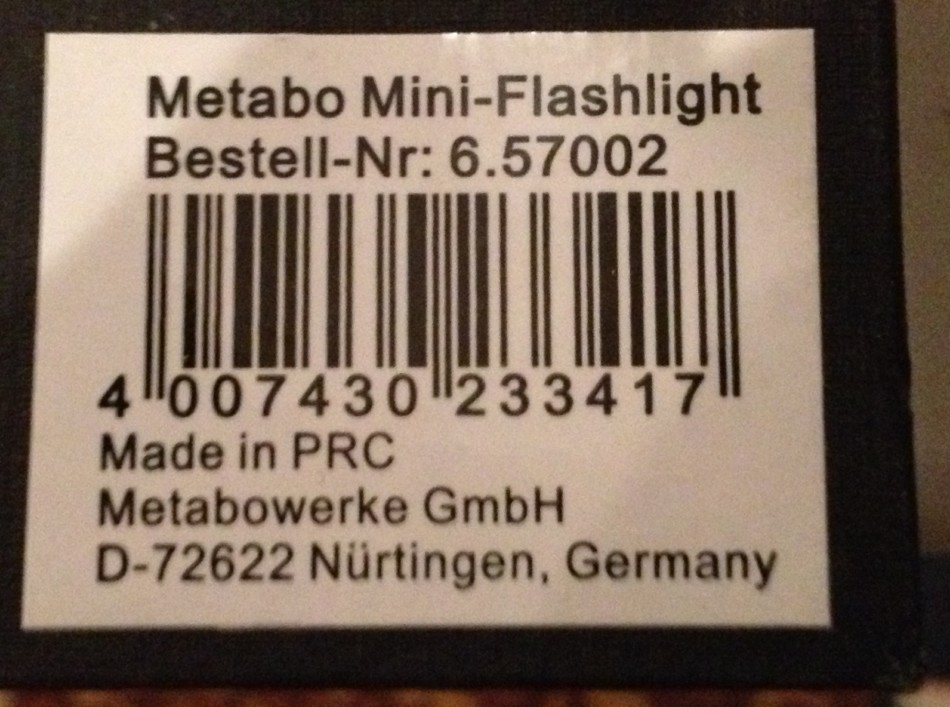 Metabo Mini-Flashlight
Bestell-Nr: 6.57002
4 007430 233417
Made in PRC
Metabowerke GmbH
D-72622 Nürtingen, Germany